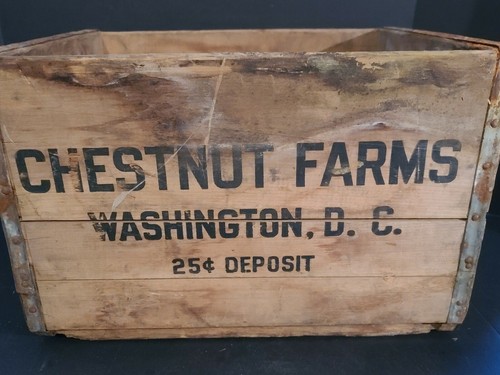 CHESTNUT FARMS
WASHINGTON, D. C.
25¢ DEPOSIT